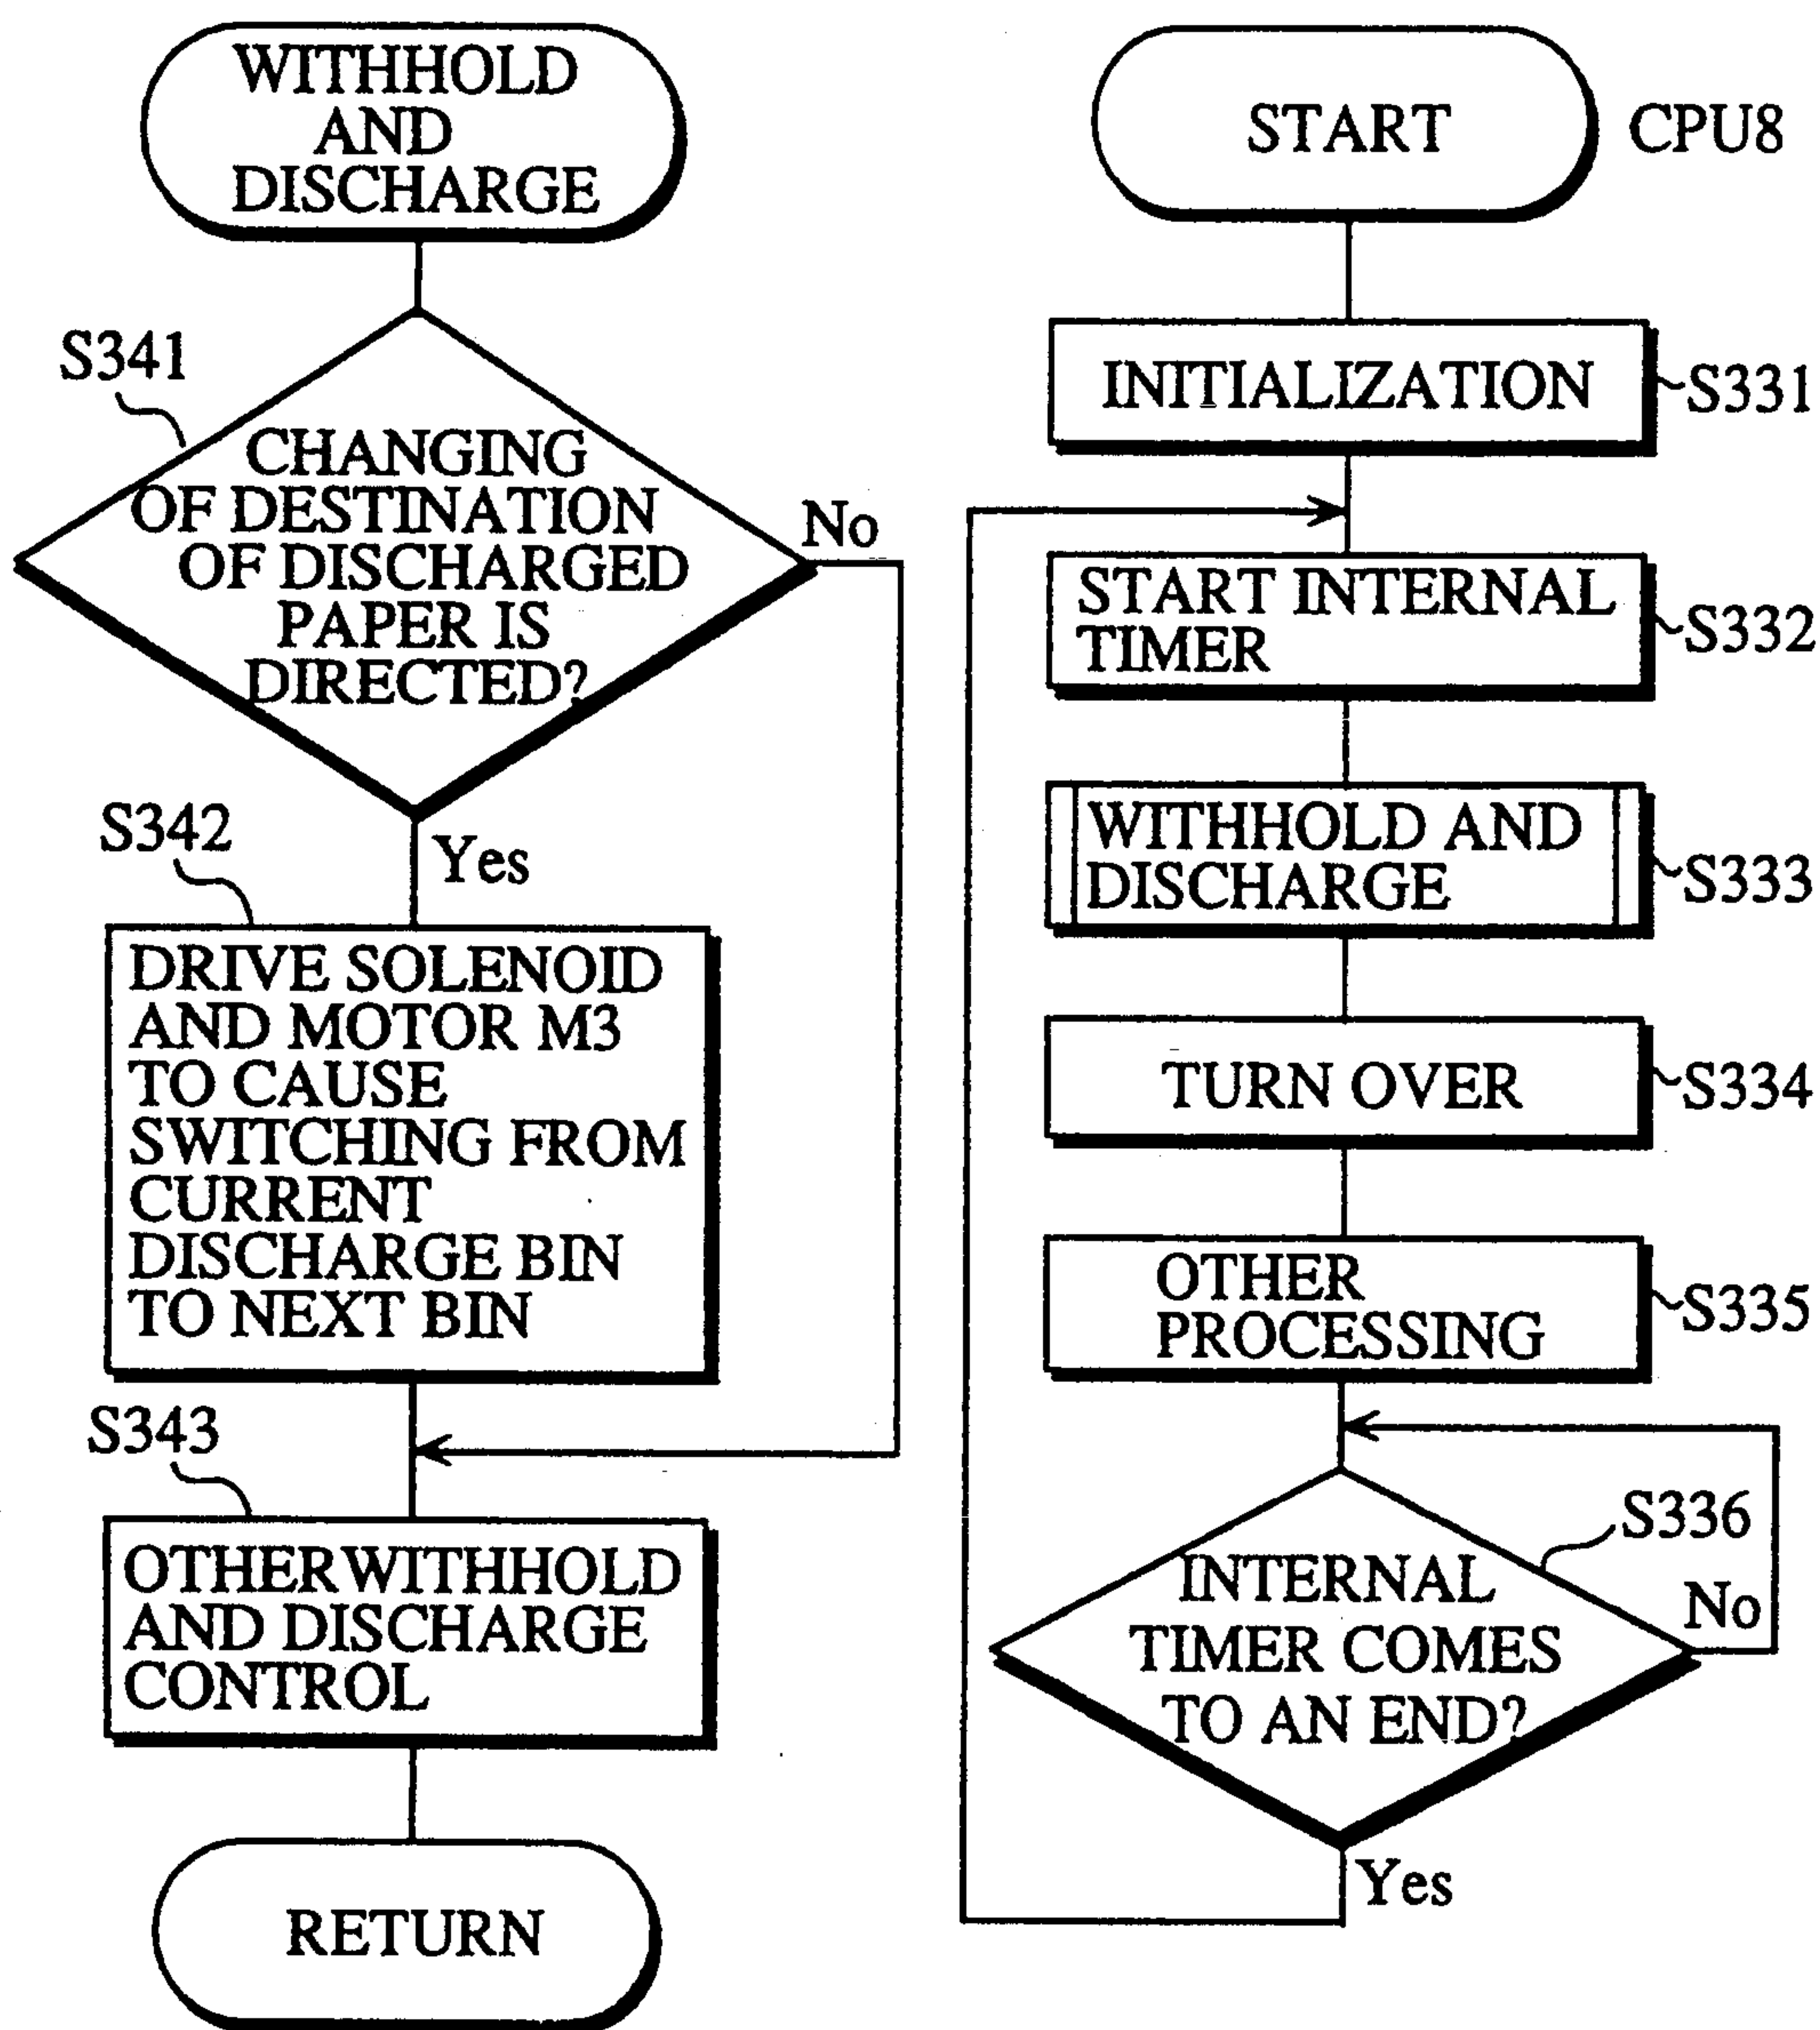 WITHHOLD
AND
DISCHARGE
S341
CHANGING
OF DESTINATION
OF DISCHARGED
PAPER IS
DIRECTED?
No
Yes
S342
DRIVE SOLENOID
AND MOTOR M3
TO CAUSE
SWITCHING FROM
CURRENT
DISCHARGE BIN
TO NEXT BIN
S343
OTHER WITHHOLD
AND DISCHARGE
CONTROL
RETURN
START
CPU8
INITIALIZATION
S331
START INTERNAL
TIMER
S332
WITHHOLD AND
DISCHARGE
S333
TURN OVER
S334
OTHER
PROCESSING
S335
S336
INTERNAL
TIMER COMES
TO AN END?
No
Yes